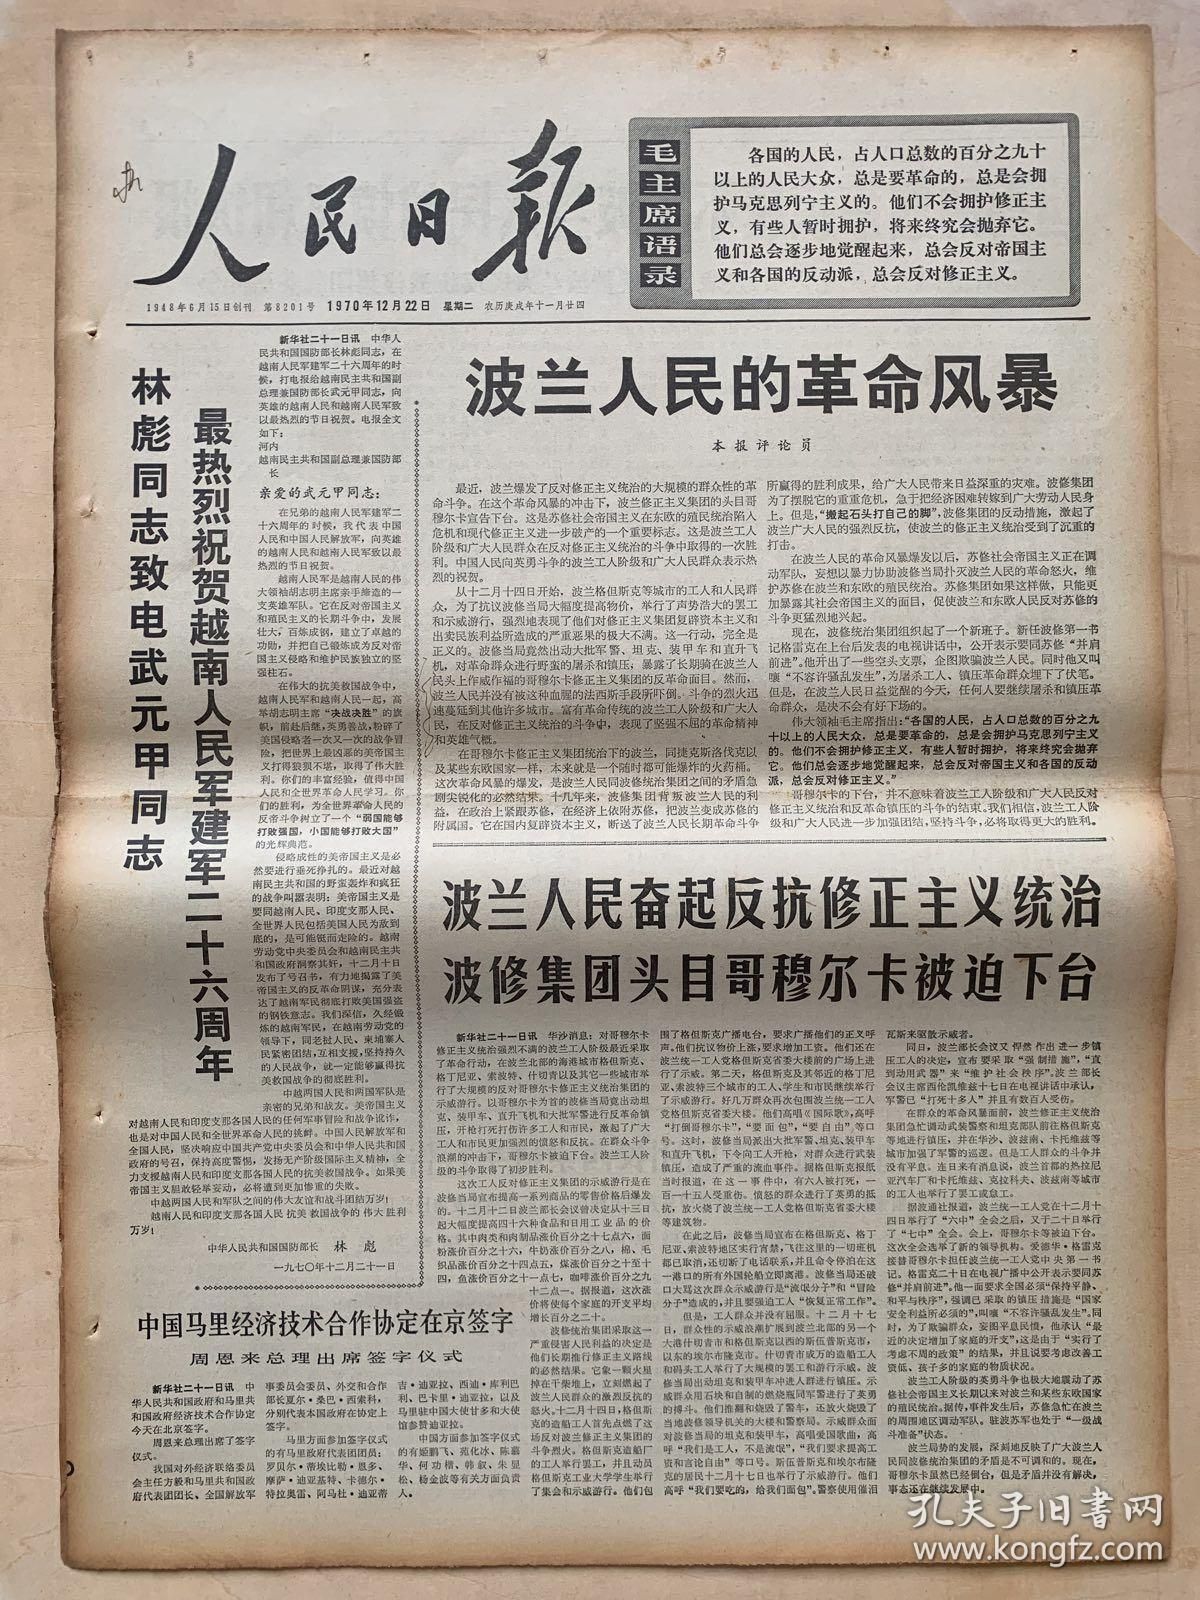 人民日报
1948年6月15日创刊 第8201号 1970年12月22日 星期二 农历庚戌年十一月廿四
毛主席语录
各国的人民，占人口总数的百分之九十
以上的人民大众，总是要革命的，总是会拥
护马克思列宁主义的。他们不会拥护修正主
义，有些人暂时拥护，将来终究会抛弃它。
他们总会逐步地觉醒起来，总会反对帝国主
义和各国的反动派，总会反对修正主义。
最热烈祝贺越南人民军建军二十六周年
林彪同志致电武元甲同志
新华社二十一日讯 中华人
民共和国国防部长林彪同志，在
越南人民军建军二十六周年的时
候，打电报给越南民主共和国副
总理兼国防部长武元甲同志，向
英雄的越南人民和越南人民军致
以最热烈的节日祝贺。电报全文
如下：
河内
越南民主共和国副总理兼国防部
长
亲爱的武元甲同志：
在兄弟的越南人民军建军二
十六周年的时候，我代表中国
人民和中国人民解放军，向英雄
的越南人民和越南人民军致以最
热烈的节日祝贺。
越南人民军是越南人民的伟
大领袖胡志明主席亲手缔造的一
支英雄军队。它在反对帝国主义
和殖民主义的长期斗争中，发展
壮大，百炼成钢，建立了卓越的
功勋，并把自己锻炼成为反对帝
国主义侵略和维护民族独立的坚
强柱石。
在伟大的抗美救国战争中，
越南人民军和越南人民一起，高
举胡志明主席“决战决胜”的旗
帜，前赴后继，英勇善战，粉碎了
美国侵略者一次又一次的战争冒
险，把世界上最凶恶的美帝国主
义打得狼狈不堪，取得了伟大胜
利。你们的丰富经验，值得中国
人民和全世界革命人民学习。你
们的胜利，为全世界革命人民的
反帝斗争树立了一个“弱国能够
打败强国，小国能够打败大国”
的光辉典范。
侵略成性的美帝国主义是必
然要进行垂死挣扎的。最近对越
南民主共和国的野蛮轰炸和疯狂
的战争叫嚣表明：美帝国主义是
要同越南人民、印度支那人民、
全世界人民包括美国人民为敌到
底的，是可能铤而走险的。越南
劳动党中央委员会和越南民主共
和国政府洞察其奸，十二月十日
发布了号召书，有力地揭露了美
帝国主义的反革命阴谋，充分表
达了越南军民彻底打败美国强盗
的钢铁意志。我们深信，久经锻
炼的越南军民，在越南劳动党的
领导下，同老挝人民、柬埔寨人
民紧密团结，互相支援，坚持持久
的人民战争，就一定能够赢得抗
美救国战争的彻底胜利。
中越两国人民和两国军队是
亲密的兄弟和战友。美帝国主义
对越南人民和印度支那各国人民的任何军事冒险和战争讹诈，
也是对中国人民和全世界革命人民的挑衅。中国人民解放军和
全国人民，坚决响应中国共产党中央委员会和中华人民共和国
政府的号召，保持高度警惕，发扬无产阶级国际主义精神，全
力支援越南人民和印度支那各国人民的抗美救国战争。如果美
帝国主义胆敢轻举妄动，必将遭到更加惨重的失败。
中越两国人民和军队之间的伟大友谊和战斗团结万岁！
越南人民和印度支那各国人民抗美救国战争的伟大胜利
万岁！
中华人民共和国国防部长 林 彪
一九七〇年十二月二十一日
波兰人民的革命风暴
本报评论员
最近，波兰爆发了反对修正主义统治的大规模的群众性的革
命斗争。在这个革命风暴的冲击下，波兰修正主义集团的头目哥
穆尔卡宣告下台。这是苏修社会帝国主义在东欧的殖民统治陷人
危机和现代修正主义进一步破产的一个重要标志。这是波兰工人
阶级和广大人民群众在反对修正主义统治的斗争中取得的一次胜
利。中国人民向英勇斗争的波兰工人阶级和广大人民群众表示热
烈的祝贺。
从十二月十四日开始，波兰格但斯克等城市的工人和人民群
众，为了抗议波修当局大幅度提高物价，举行了声势浩大的罢工
和示威游行，强烈地表现了他们对修正主义集团复辟资本主义和
出卖民族利益所造成的严重恶果的极大不满。这一行动，完全是
正义的。波修当局竟然出动大批军警、坦克、装甲车和直升飞
机，对革命群众进行野蛮的屠杀和镇压，暴露了长期骑在波兰人
民头上作威作福的哥穆尔卡修正主义集团的反革命面目。然而，
波兰人民并没有被这种血腥的法西斯手段所吓倒。斗争的烈火迅
速蔓延到其他许多城市。富有革命传统的波兰工人阶级和广大人
民，在反对修正主义统治的斗争中，表现了坚强不屈的革命精神
和英雄气概。
在哥穆尔卡修正主义集团统治下的波兰，同捷克斯洛伐克以
及某些东欧国家一样，本来就是一个随时都可能爆炸的火药桶。
这次革命风暴的爆发，是波兰人民同波修统治集团之间的矛盾急
剧尖锐化的必然结果。十几年来，波修集团背叛波兰人民的利
益，在政治上紧跟苏修，在经济上依附苏修，把波兰变成苏修的
附属国。它在国内复辟资本主义，断送了波兰人民长期革命斗争
所赢得的胜利成果，给广大人民带来日益深重的灾难。波修集团
为了摆脱它的重重危机，急于把经济困难转嫁到广大劳动人民身
上。但是，“搬起石头打自己的脚”，波修集团的反动措施，激起了
波兰广大人民的强烈反抗，使波兰的修正主义统治受到了沉重的
打击。
在波兰人民的革命风暴爆发以后，苏修社会帝国主义正在调
动军队，妄想以暴力协助波修当局扑灭波兰人民的革命怒火，维
护苏修在波兰和东欧的殖民统治。苏修集团如果这样做，只能更
加暴露其社会帝国主义的面目，促使波兰和东欧人民反对苏修的
斗争更猛烈地兴起。
现在，波修统治集团组织起了一个新班子。新任波修第一书
记格雷克在上台后发表的电视讲话中，公开表示要同苏修“并肩
前进”。他开出了一些空头支票，企图欺骗波兰人民。同时他又叫
嚷“不容许骚乱发生”，为屠杀工人、镇压革命群众埋下了伏笔。
但是，在波兰人民日益觉醒的今天，任何人要继续屠杀和镇压革
命群众，是决不会有好下场的。
伟大领袖毛主席指出：“各国的人民，占人口总数的百分之九
十以上的人民大众，总是要革命的，总是会拥护马克思列宁主义
的。他们不会拥护修正主义，有些人暂时拥护，将来终究会抛弃
它。他们总会逐步地觉醒起来，总会反对帝国主义和各国的反动
派，总会反对修正主义。”
哥穆尔卡的下台，并不意味着波兰工人阶级和广大人民反对
修正主义统治和反革命镇压的斗争的结束。我们相信，波兰工人阶
级和广大人民进一步加强团结，坚持斗争，必将取得更大的胜利。
波兰人民奋起反抗修正主义统治
波修集团头目哥穆尔卡被迫下台
新华社二十一日讯 华沙消息：对哥穆尔卡
修正主义统治强烈不满的波兰工人阶级最近采取
了革命行动，在波兰北部的海港城市格但斯克、
格丁尼亚、索波特、什切青以及其它一些城市举
行了大规模的反对哥穆尔卡修正主义统治集团的
示威游行。以哥穆尔卡为首的波修当局竟出动坦
克、装甲车、直升飞机和大批军警进行反革命镇
压，开枪打死打伤许多工人和市民，激起了广大
工人和市民更加强烈的愤怒和反抗。在群众斗争
浪潮的冲击下，哥穆尔卡被迫下台。波兰工人阶
级的斗争取得了初步胜利。
这次工人反对修正主义集团的示威游行是在
波修当局宣布提高一系列商品的零售价格后爆发
的。十二月十二日波兰部长会议曾决定从十三日
起大幅度提高四十六种食品和日用工业品的价
格。其中肉类和肉制品涨价百分之十七点六，面
粉涨价百分之十六，牛奶涨价百分之八，棉、毛
织品涨价百分之十四点五，煤涨价百分之十至十
四，鱼涨价百分之十一点七，咖啡涨价百分之九
十二点一。据报道，这次涨
价将使每个家庭的开支平均
增长百分之二十。
波修统治集团采取这一
严重侵害人民利益的决定是
他们长期推行修正主义路线
的必然结果。它象一颗火星
掉在干柴堆上，立刻燃起了
波兰人民群众的激烈反抗的
怒火。十二月十四日，格但斯
克的造船工人首先点燃了这
场反对波兰修正主义集团的
斗争烈火。格但斯克造船厂
的工人举行罢工，并且动员
格但斯克工业大学学生举行
了集会和示威游行。他们包
围了格但斯克广播电台，要求广播他们的正义呼
声。他们抗议物价上涨，要求增加工资。他们还在
波兰统一工人党格但斯克省委大楼前的广场上进
行了示威。第二天，格但斯克及其邻近的格丁尼
亚、索波特三个城市的工人、学生和市民继续举行
了示威游行。好几万群众再次包围波兰统一工人
党格但斯克省委大楼。他们高唱《国际歌》，高呼
“打倒哥穆尔卡”，“要面包”，“要自由”等口
号。这时，波修当局派出大批军警、坦克、装甲车
和直升飞机，下令向工人开枪，对群众进行武装
镇压，造成了严重的流血事件。据格但斯克报纸
当时报道，在这一事件中，有六人被打死，一
百一十五人受重伤。愤怒的群众进行了英勇的抵
抗，放火烧了波兰统一工人党格但斯克省委大楼
等建筑物。
在此之后，波修当局宣布在格但斯克、格丁
尼亚、索波特地区实行宵禁，飞往这里的一切班机
都已取消，还切断了电话联系，并且命令停泊在这
一港口的所有外国轮船立即离港。波修当局还破
口大骂这次群众示威游行是“流氓分子”和“冒险
分子”造成的，并且要强迫工人“恢复正常工作”。
但是，工人群众并没有屈服。十二月十七
日，群众性的示威浪潮扩展到波兰北部的另一个
大港什切青市和格但斯克以西的斯伍普斯克市，
以东的埃尔布隆克市。什切青市成万的造船工人
和码头工人举行了大规模的罢工和游行示威。波
修当局出动坦克和装甲车冲进人群进行镇压。示
威群众用石块和自制的燃烧瓶同军警进行了英勇
的搏斗。他们推翻和烧毁了警车，还放火烧毁了
当地波修领导机关的大楼和警察局。示威群众面
对波修当局的坦克和装甲车，高唱爱国歌曲，高
呼“我们是工人，不是流氓”，“我们要求提高工
资和言论自由”等口号。斯伍普斯克和埃尔布隆
克的居民十二月十七日也举行了示威游行。他们
高呼“我们要吃的，给我们面包”。警察使用催泪
瓦斯来驱散示威者。
同日，波兰部长会议又悍然作出进一步镇
压工人的决定，宣布要采取“强制措施”，“直
到动用武器”来“维护社会秩序”。波兰部长
会议主席西伦凯维兹十七日在电视讲话中承认，
军警已“打死十多人”并且有数百人受伤。
在群众的革命风暴面前，波兰修正主义统治
集团急忙调动武装警察和坦克部队前往格但斯克
等地进行镇压，并在华沙、波兹南、卡托维兹等
城市加强了军警的巡逻。但是工人群众的斗争并
没有平息。连日来有消息说，波兰首都的热拉尼
亚汽车厂和卡托维兹、克拉科夫、波兹南等城市
的工人也举行了罢工或怠工。
据波通社报道，波兰统一工人党在十二月十
四日举行了“六中”全会之后，又于二十日举行
了“七中”全会。会上，哥穆尔卡等被迫下台。
这次全会选举了新的领导机构。爱德华·格雷克
接替哥穆尔卡担任波兰统一工人党中央第一书
记。格雷克二十日在电视广播中公开表示要同苏
修“并肩前进”。他一面要求全国必须“保持平静、
和平与秩序”，强调已采取的镇压措施是“国家
安全利益所必须的”，叫嚷“不容许骚乱发生”。同
时，为了欺骗群众，妄图平息民愤，他承认“最
近的决定增加了家庭的开支”，这是由于“实行了
考虑不周的政策”的结果，并且说要考虑改善工
资低、孩子多的家庭的物质状况。
波兰工人阶级的英勇斗争也极大地震动了苏
修社会帝国主义长期以来对波兰和某些东欧国家
的殖民统治。据传，事件发生后，苏修急忙在波兰
的周围地区调动军队。驻波苏军也处于“一级战
斗准备”状态。
波兰局势的发展，深刻地反映了广大波兰人
民同波修统治集团的矛盾是不可调和的。现在，
哥穆尔卡虽然已经倒台，但是矛盾并没有解决，
事态还在继续发展中。
中国马里经济技术合作协定在京签字
周恩来总理出席签字仪式
新华社二十一日讯 中
华人民共和国政府和马里共
和国政府经济技术合作协定
今天在北京签字。
周恩来总理出席了签字
仪式。
我国对外经济联络委员
会主任方毅和马里共和国政
府代表团团长、全国解放军
事委员会委员、外交和合作
部长夏尔·桑巴·西索科，
分别代表本国政府在协定上
签字。
马里方面参加签字仪式
的有马里政府代表团团员：
罗贝尔·蒂埃比勒·恩多、
摩萨·迪亚基特、卡德尔·
特拉奥雷、阿马杜·迪亚蒂
吉·迪亚拉、西迪·库利巴
利、巴卡里·迪亚拉，以及
马里驻中国大使甘多和大使
馆参赞迪亚拉。
中国方面参加签字仪式
的有姬鹏飞、苑化冰、陈慕
华、何功楷、韩叙、朱显
松、杨金波等有关方面负责
人。
孔夫子旧书网
www.kongfz.com